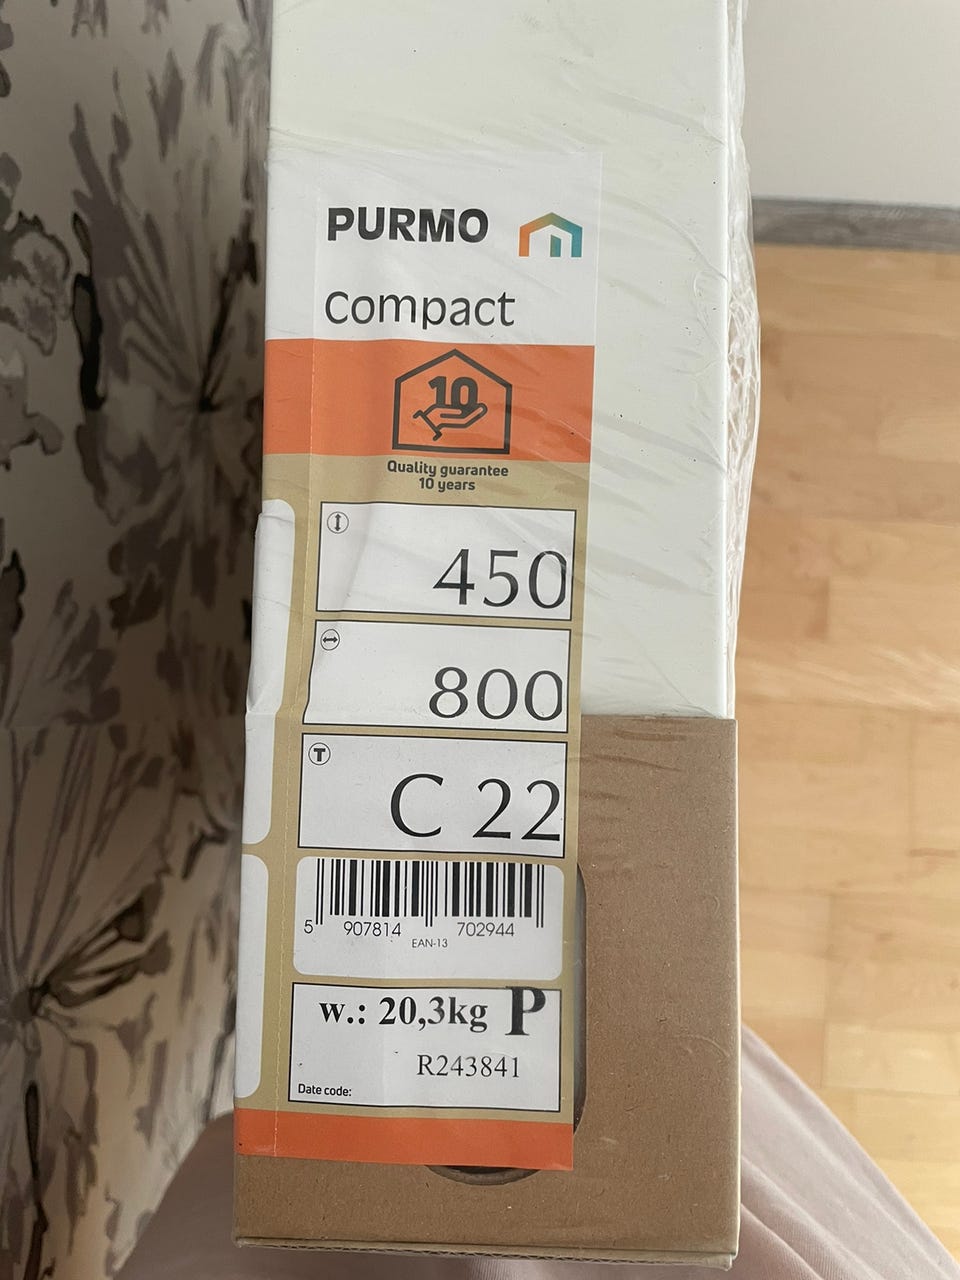 PURMO
compact
10
Quality guarantee
10 years
450
800
T
C 22
5 907814 702944
EAN-13
w.: 20,3kg P
R243841
Date code: